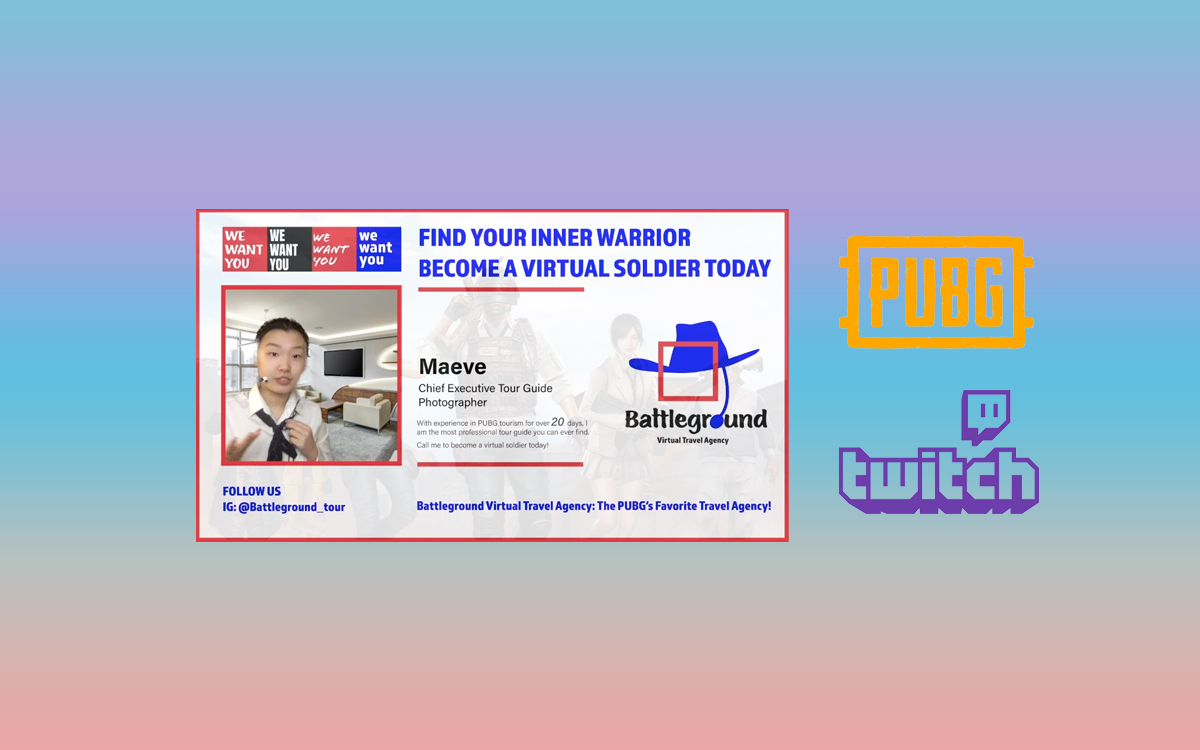 WE
WANT
YOU
WE
WANT
YOU
WE
WANT
YOU
we
want
you
FIND YOUR INNER WARRIOR
BECOME A VIRTUAL SOLDIER TODAY
Maeve
Chief Executive Tour Guide
Photographer
With experience in PUBG tourism for over 20 days, I
am the most professional tour guide you can ever find.
Call me to become a virtual soldier today!
Battleground
Virtual Travel Agency
FOLLOW US
IG: @Battleground_tour
Battleground Virtual Travel Agency: The PUBG's Favorite Travel Agency!
PUBG
twitch